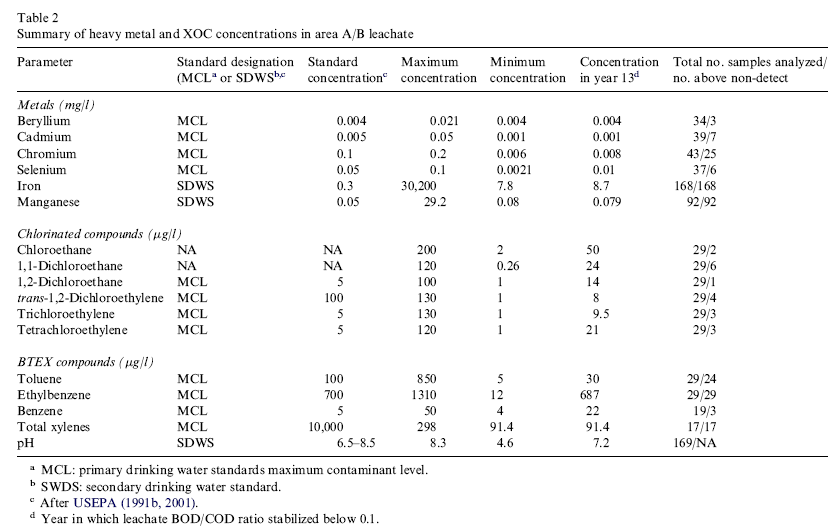 Table 2
Summary of heavy metal and XOC concentrations in area A/B leachate
Parameter Standard designation (MCLᵃ or SDWSᵇ,ᶜ Standard concentrationᶜ Maximum concentration Minimum concentration Concentration in year 13ᵈ Total no. samples analyzed/ no. above non-detect
Metals (mg/l)
Beryllium MCL 0.004 0.021 0.004 0.004 34/3
Cadmium MCL 0.005 0.05 0.001 0.001 39/7
Chromium MCL 0.1 0.2 0.006 0.008 43/25
Selenium MCL 0.05 0.1 0.0021 0.01 37/6
Iron SDWS 0.3 30,200 7.8 8.7 168/168
Manganese SDWS 0.05 29.2 0.08 0.079 92/92
Chlorinated compounds (μg/l)
Chloroethane NA NA 200 2 50 29/2
1,1-Dichloroethane NA NA 120 0.26 24 29/6
1,2-Dichloroethane MCL 5 100 1 14 29/1
trans-1,2-Dichloroethylene MCL 100 130 1 8 29/4
Trichloroethylene MCL 5 130 1 9.5 29/3
Tetrachloroethylene MCL 5 120 1 21 29/3
BTEX compounds (μg/l)
Toluene MCL 100 850 5 30 29/24
Ethylbenzene MCL 700 1310 12 687 29/29
Benzene MCL 5 50 4 22 19/3
Total xylenes MCL 10,000 298 91.4 91.4 17/17
pH SDWS 6.5–8.5 8.3 4.6 7.2 169/NA
ᵃ MCL: primary drinking water standards maximum contaminant level.
ᵇ SWDS: secondary drinking water standard.
ᶜ After USEPA (1991b, 2001).
ᵈ Year in which leachate BOD/COD ratio stabilized below 0.1.